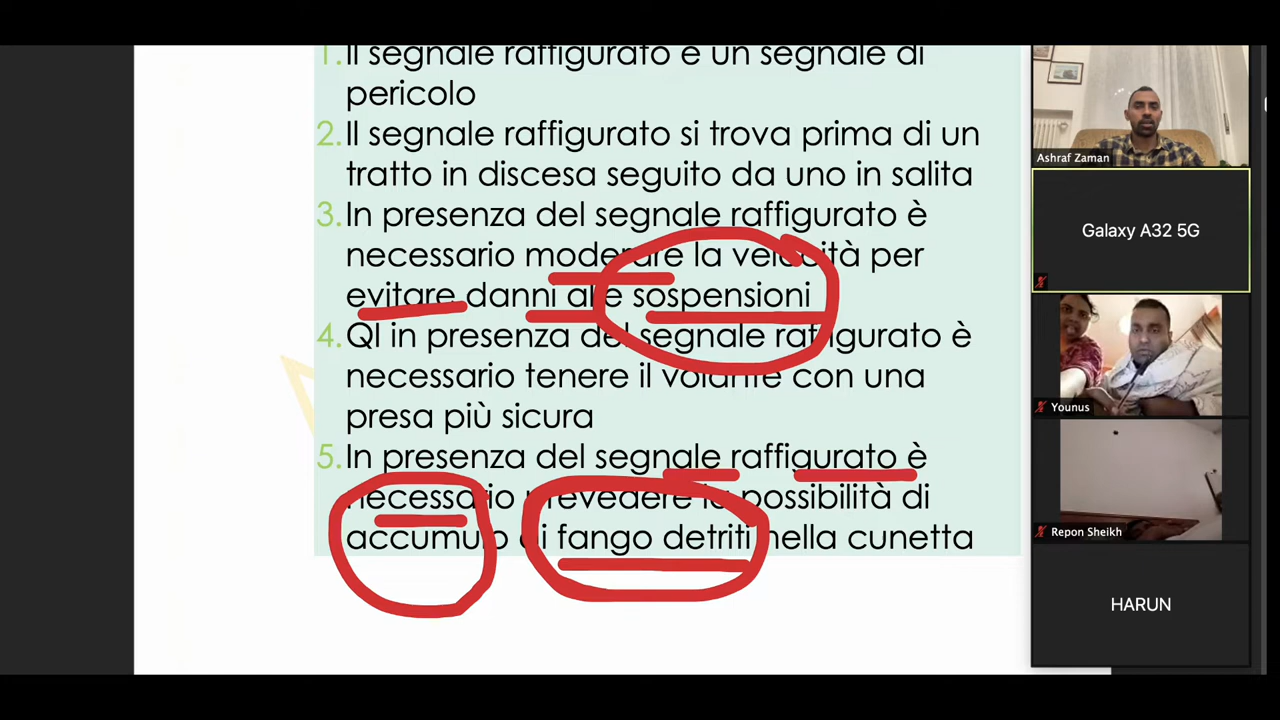 1. Il segnale raffigurato è un segnale di
pericolo
2. Il segnale raffigurato si trova prima di un
tratto in discesa seguito da uno in salita
3. In presenza del segnale raffigurato è
necessario moderare la velocità per
evitare danni alle sospensioni
4. QI in presenza del segnale raffigurato è
necessario tenere il volante con una
presa più sicura
5. In presenza del segnale raffigurato è
necessario prevedere la possibilità di
accumulo di fango detriti nella cunetta
Ashraf Zaman
Galaxy A32 5G
Younus
Repon Sheikh
HARUN